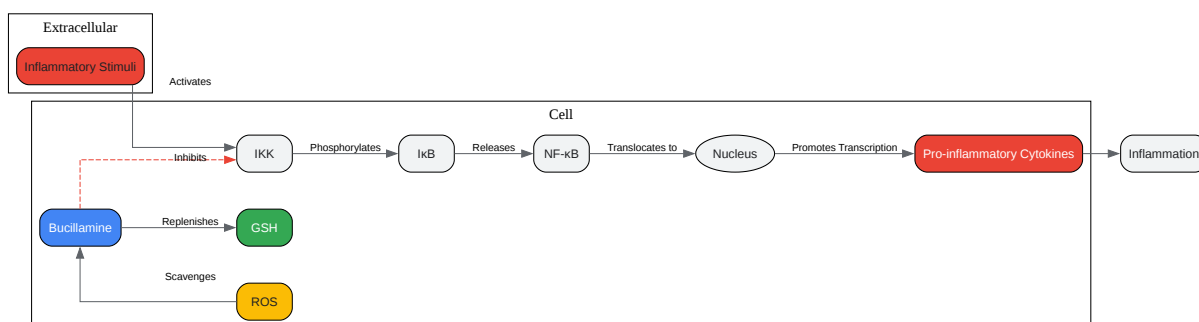 Extracellular
Inflammatory Stimuli
Activates
Cell
Inhibits
IKK
Phosphorylates
IκB
Releases
NF-κB
Translocates to
Nucleus
Promotes Transcription
Pro-inflammatory Cytokines
Inflammation
Bucillamine
Replenishes
GSH
Scavenges
ROS